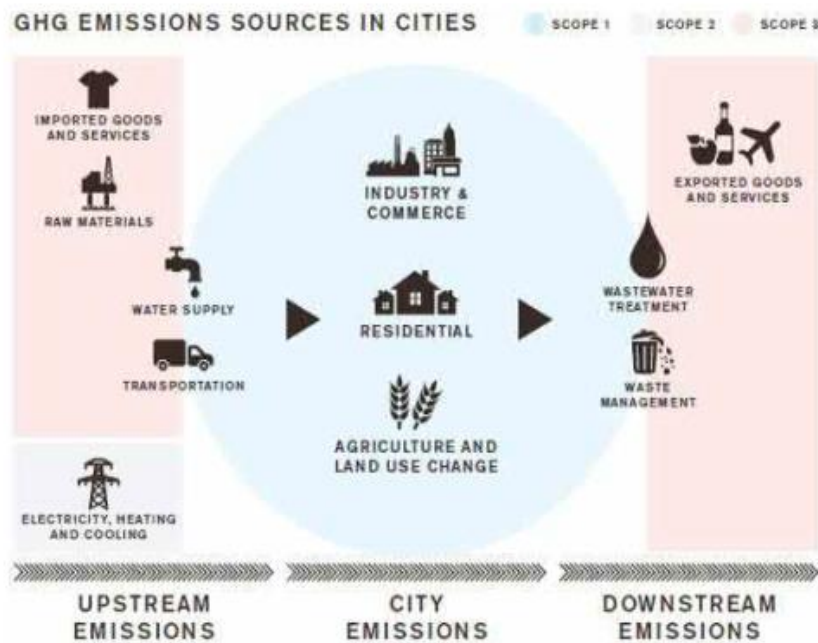 GHG EMISSIONS SOURCES IN CITIES
SCOPE 1
SCOPE 2
SCOPE 3
IMPORTED GOODS
AND SERVICES
RAW MATERIALS
WATER SUPPLY
TRANSPORTATION
ELECTRICITY, HEATING
AND COOLING
INDUSTRY &
COMMERCE
RESIDENTIAL
AGRICULTURE AND
LAND USE CHANGE
EXPORTED GOODS
AND SERVICES
WASTEWATER
TREATMENT
WASTE
MANAGEMENT
UPSTREAM
EMISSIONS
CITY
EMISSIONS
DOWNSTREAM
EMISSIONS